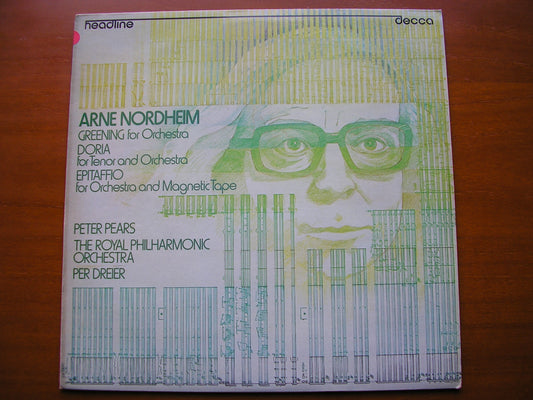 headline
decca
ARNE NORDHEIM
GREENING for Orchestra
DORIA
for Tenor and Orchestra
EPITAFFIO
for Orchestra and Magnetic Tape
PETER PEARS
THE ROYAL PHILHARMONIC
ORCHESTRA
PER DREIER